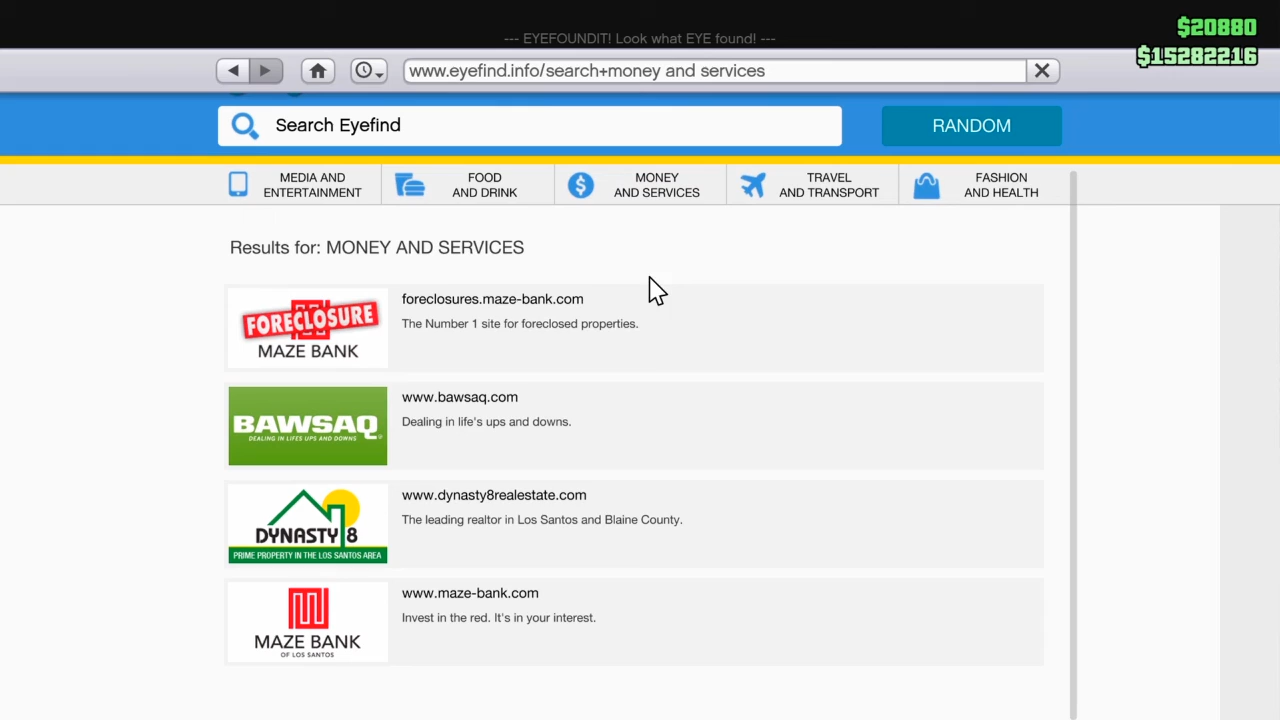 $20880
--- EYEFOUNDIT! Look what EYE found! ---
$15282216
www.eyefind.info/search+money and services
Search Eyefind
RANDOM
MEDIA AND
ENTERTAINMENT
FOOD
AND DRINK
MONEY
AND SERVICES
TRAVEL
AND TRANSPORT
FASHION
AND HEALTH
Results for: MONEY AND SERVICES
FORECLOSURE
MAZE BANK
foreclosures.maze-bank.com
The Number 1 site for foreclosed properties.
BAWSAQ
DEALING IN LIFES UPS AND DOWNS
www.bawsaq.com
Dealing in life's ups and downs.
DYNASTY 8
PRIME PROPERTY IN THE LOS SANTOS AREA
www.dynasty8realestate.com
The leading realtor in Los Santos and Blaine County.
MAZE BANK
OF LOS SANTOS
www.maze-bank.com
Invest in the red. It's in your interest.